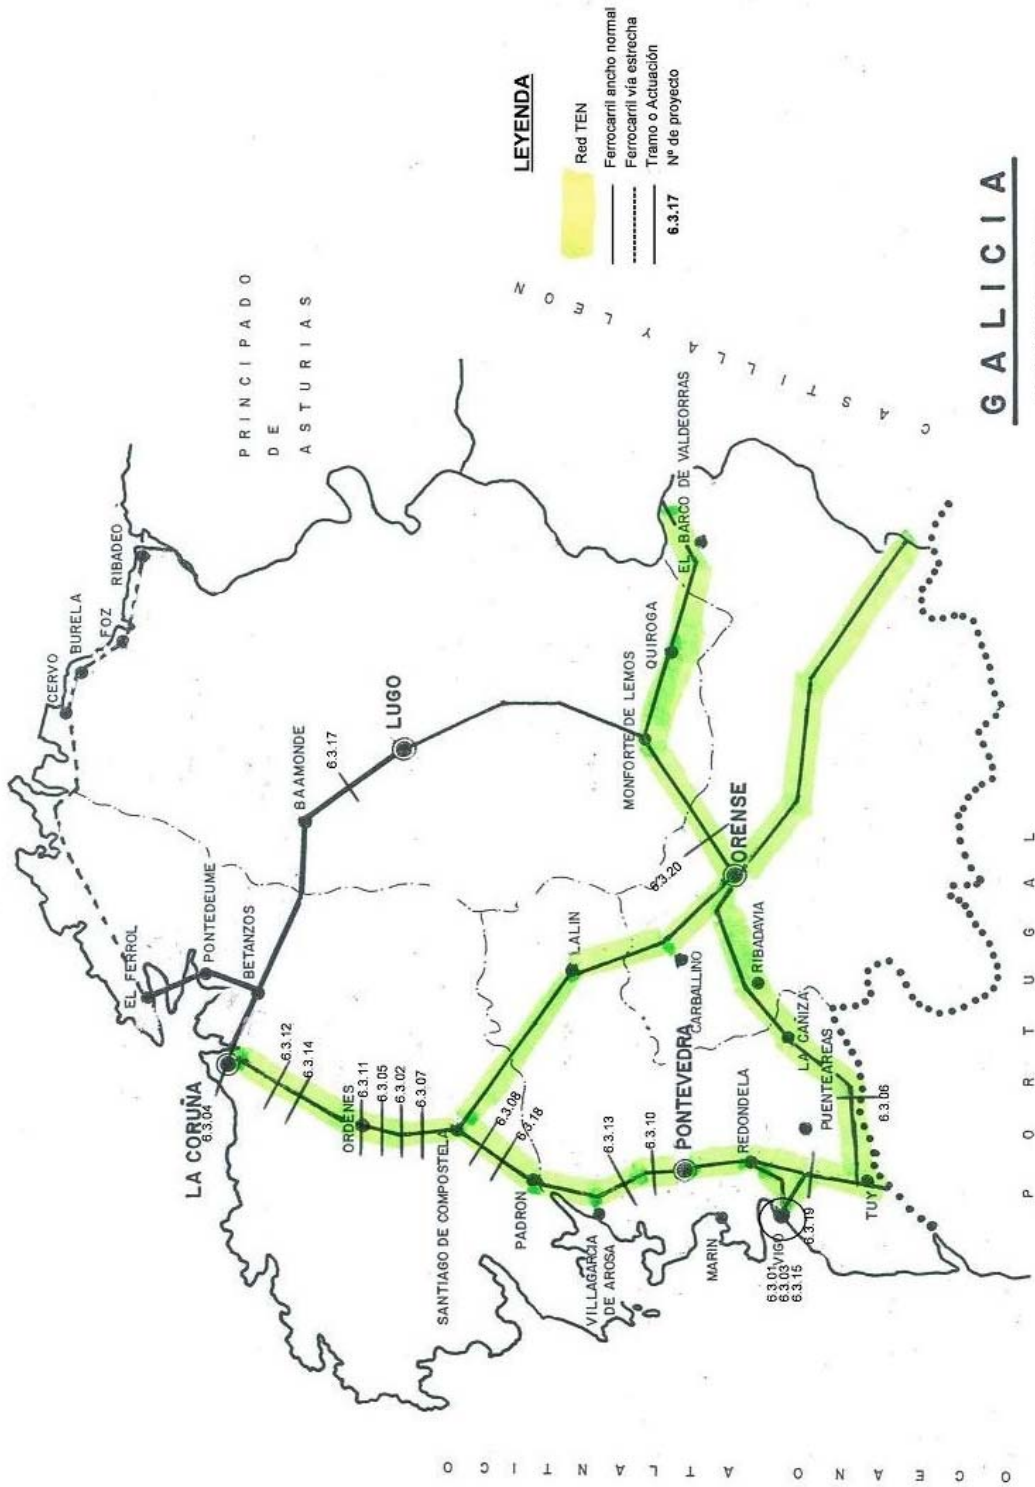 PRINCIPADO
DE
ASTURIAS
CERVO
BURELA
FOZ
RIBADEO
EL FERROL
PONTEDEUME
BETANZOS
BAAMONDE
6.3.17
LUGO
LA CORUÑA
6.3.04
6.3.12
6.3.14
ORDENES
6.3.11
6.3.05
6.3.02
6.3.07
SANTIAGO DE COMPOSTELA
6.3.08
6.3.18
PADRON
VILLAGARCIA
DE AROSA
6.3.13
6.3.10
LALIN
CARBALLINO
PONTEVEDRA
MARIN
REDONDELA
VIGO
6.3.01
6.3.03
6.3.15
6.3.19
TUY
PUENTEAREAS
6.3.06
LA CAÑIZA
RIBADAVIA
ORENSE
6.3.20
MONFORTE DE LEMOS
QUIROGA
EL BARCO DE VALDEORRAS
CASTILLA Y LEON
OCEANO ATLANTICO
PORTUGAL
LEYENDA
Red TEN
Ferrocarril ancho normal
Ferrocarril vía estrecha
Tramo o Actuación
6.3.17 Nº de proyecto
GALICIA